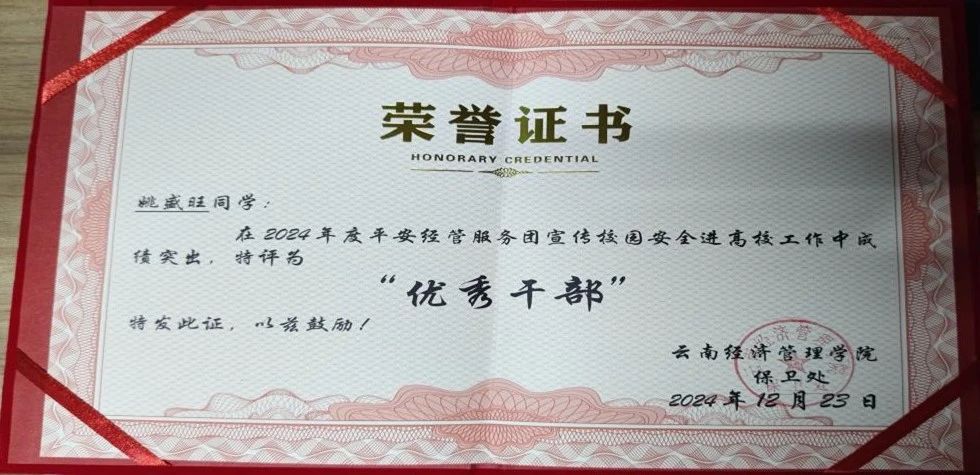 荣誉证书
HONORARY CREDENTIAL
姚盛旺同学：
在2024年度平安经管服务团宣传校园安全进高校工作中成
绩突出，特评为
“优秀干部”
特发此证，以兹鼓励！
云南经济管理学院
保卫处
2024年12月23日